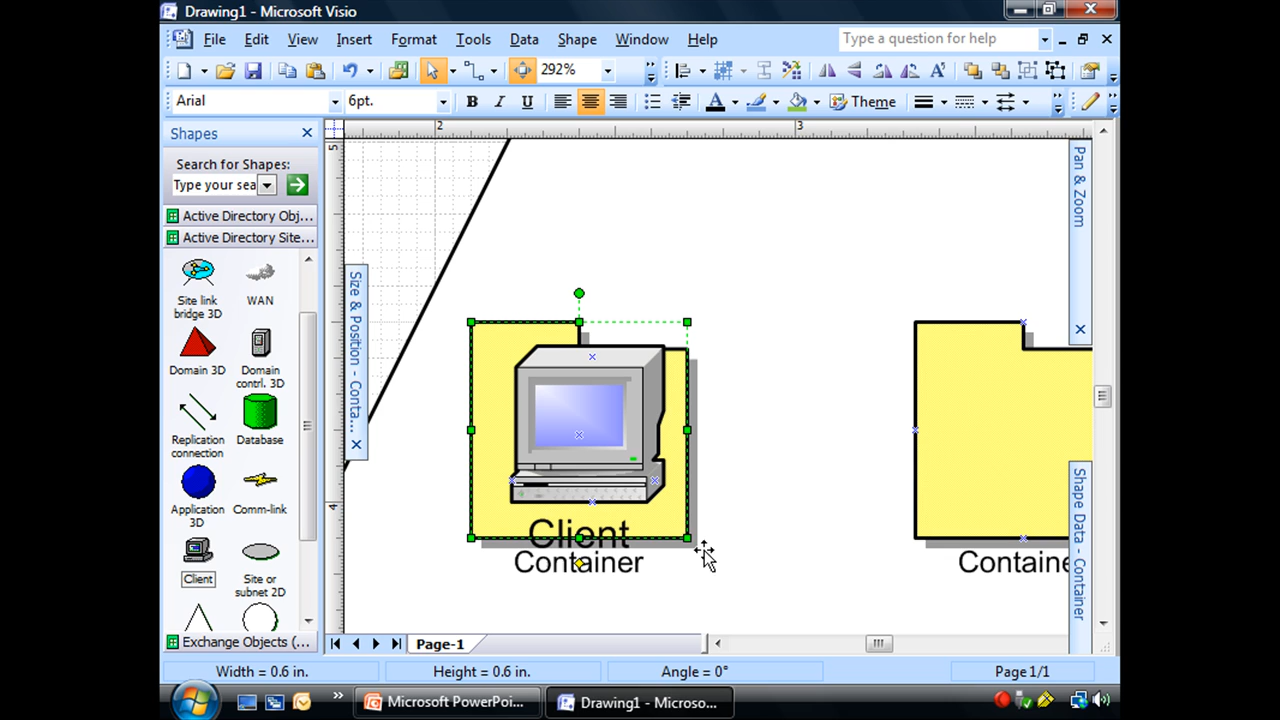 Drawing1 - Microsoft Visio
File Edit View Insert Format Tools Data Shape Window Help
Type a question for help
292%
Arial
6pt.
B I U
A
Theme
Shapes
Search for Shapes:
Type your sea
Active Directory Obj...
Active Directory Site...
Site link bridge 3D
WAN
Domain 3D
Domain contrl. 3D
Replication connection
Database
Application 3D
Comm-link
Client
Site or subnet 2D
Exchange Objects (...
2
3
5
4
Size & Position - Conta...
Pan & Zoom
Shape Data - Container
Client
Container
Containe
Page-1
Width = 0.6 in.
Height = 0.6 in.
Angle = 0°
Page 1/1
Microsoft PowerPoi...
Drawing1 - Microso...